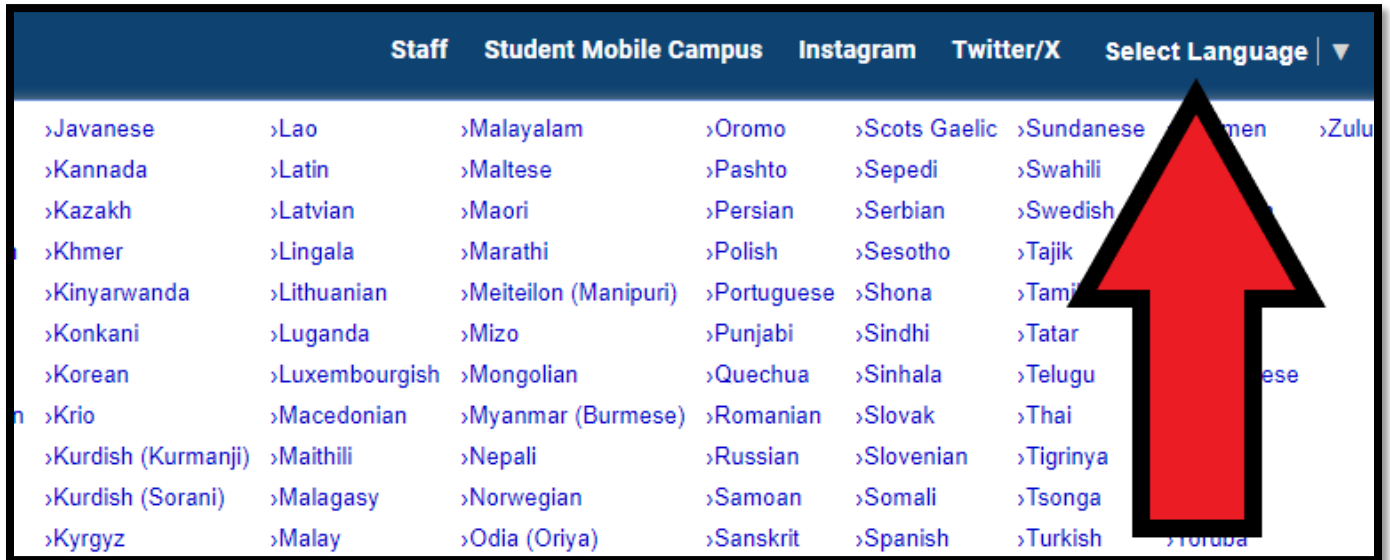 Staff Student Mobile Campus Instagram Twitter/X Select Language | ▼
›Javanese
›Kannada
›Kazakh
›Khmer
›Kinyarwanda
›Konkani
›Korean
›Krio
›Kurdish (Kurmanji)
›Kurdish (Sorani)
›Kyrgyz
›Lao
›Latin
›Latvian
›Lingala
›Lithuanian
›Luganda
›Luxembourgish
›Macedonian
›Maithili
›Malagasy
›Malay
›Malayalam
›Maltese
›Maori
›Marathi
›Meiteilon (Manipuri)
›Mizo
›Mongolian
›Myanmar (Burmese)
›Nepali
›Norwegian
›Odia (Oriya)
›Oromo
›Pashto
›Persian
›Polish
›Portuguese
›Punjabi
›Quechua
›Romanian
›Russian
›Samoan
›Sanskrit
›Scots Gaelic
›Sepedi
›Serbian
›Sesotho
›Shona
›Sindhi
›Sinhala
›Slovak
›Slovenian
›Somali
›Spanish
›Sundanese
›Swahili
›Swedish
›Tajik
›Tatar
›Telugu
›Thai
›Tigrinya
›Tsonga
›Turkish
›Zulu